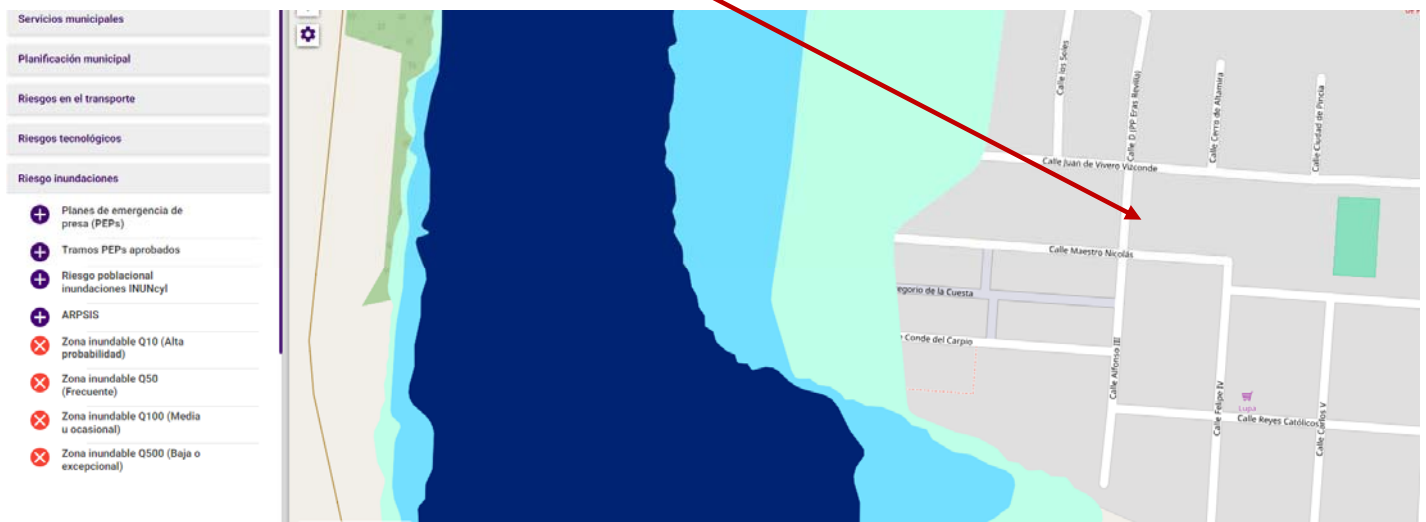 Servicios municipales
Planificación municipal
Riesgos en el transporte
Riesgos tecnológicos
Riesgo inundaciones
Planes de emergencia de
presa (PEPs)
Tramos PEPs aprobados
Riesgo poblacional
inundaciones INUNcyl
ARPSIS
Zona inundable Q10 (Alta
probabilidad)
Zona inundable Q50
(Frecuente)
Zona inundable Q100 (Media
u ocasional)
Zona inundable Q500 (Baja o
excepcional)
Calle los Soles
Calle D (PP Eras Revilla)
Calle Cerro de Altamira
Calle Ciudad de Pincia
Calle Juan de Vivero Vizconde
Calle Maestro Nicolás
egorio de la Cuesta
Conde del Carpio
Calle Alfonso III
Calle Felipe IV
Lupa
Calle Reyes Católicos
Calle Carlos V